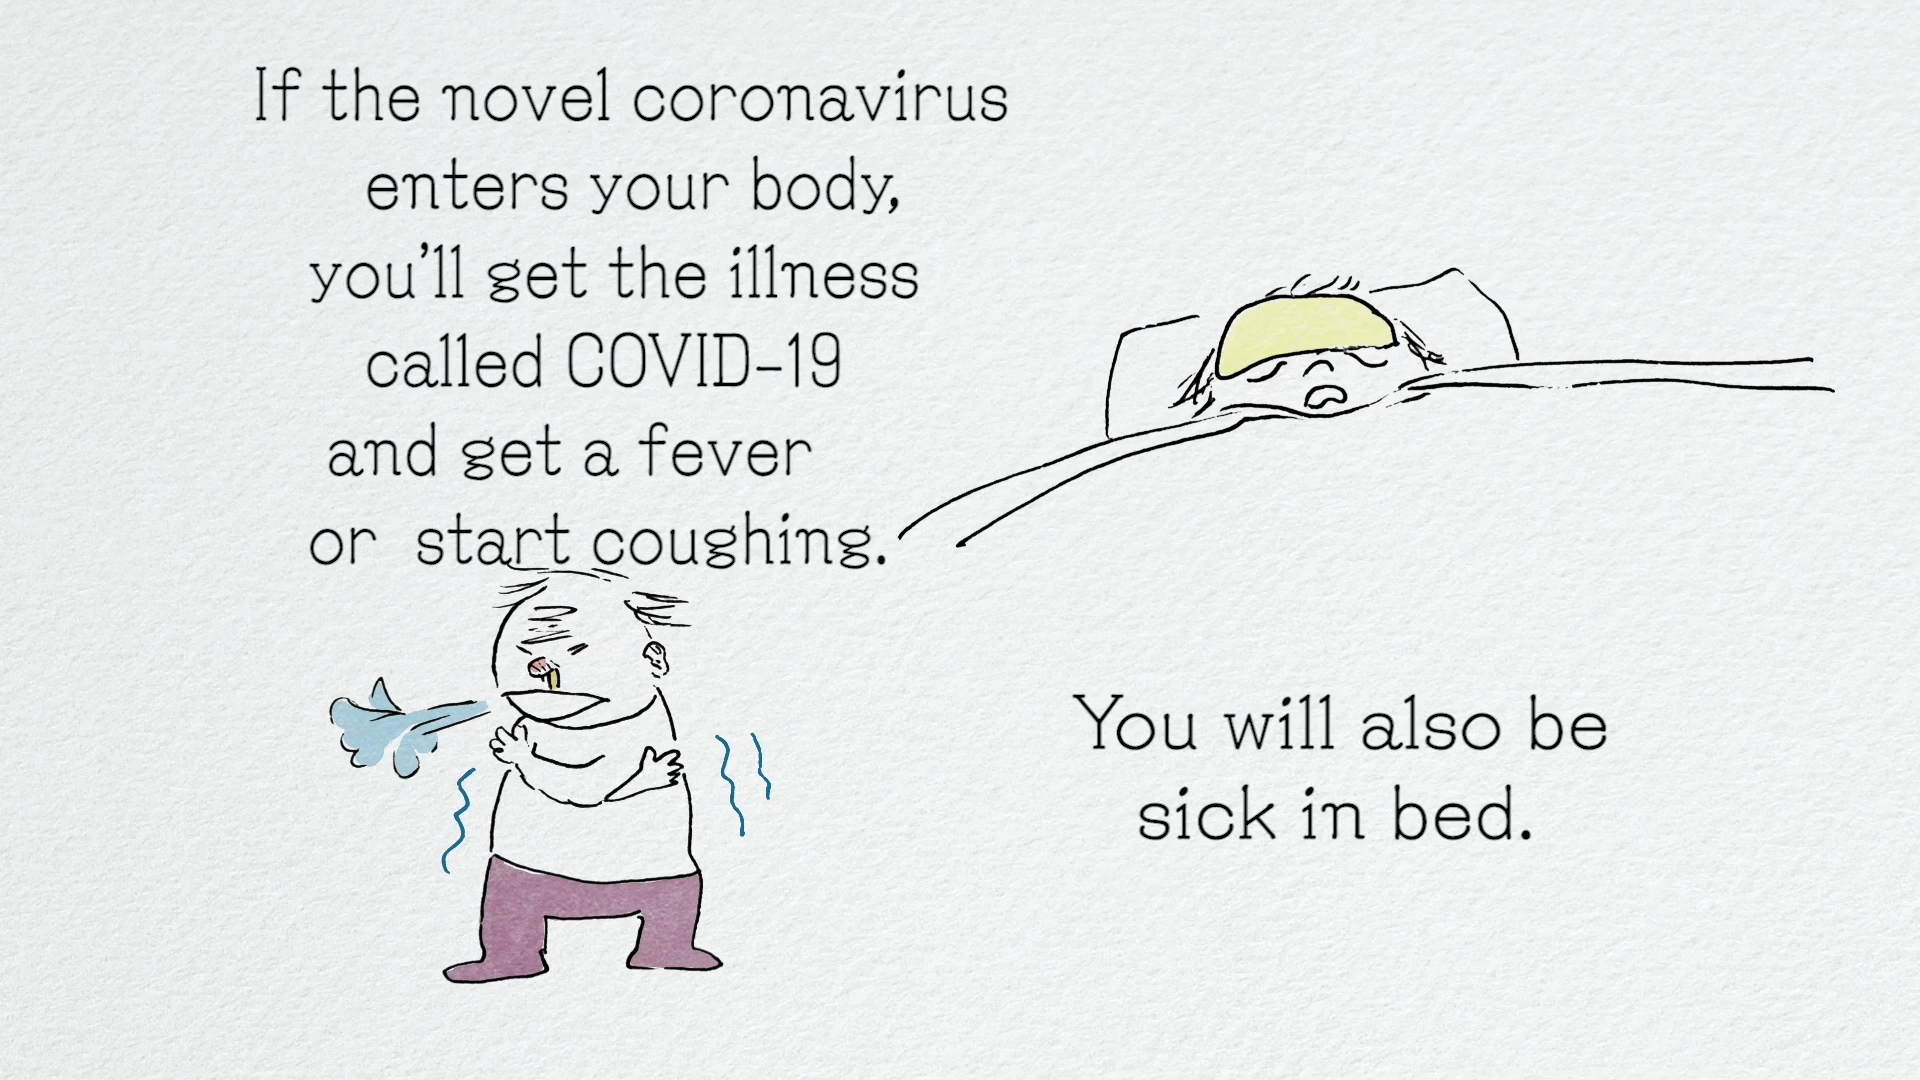 If the novel coronavirus
enters your body,
you'll get the illness
called COVID-19
and get a fever
or start coughing.
You will also be
sick in bed.